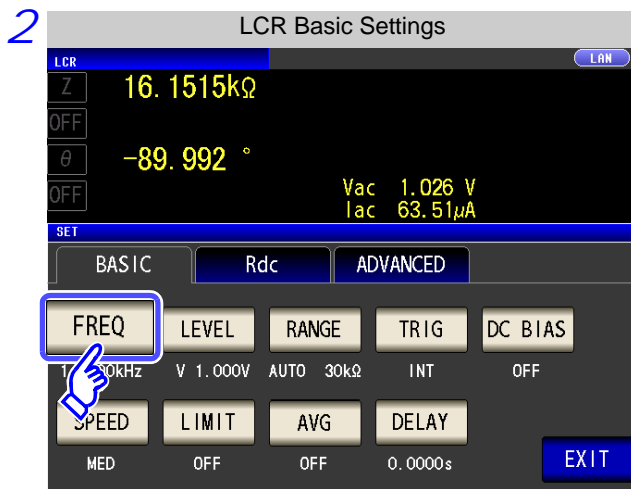 2
LCR Basic Settings
LCR
LAN
Z 16.1515kΩ
OFF
θ -89.992 °
OFF
Vac 1.026 V
Iac 63.51μA
SET
BASIC Rdc ADVANCED
FREQ LEVEL RANGE TRIG DC BIAS
V 1.000V AUTO 30kΩ INT OFF
SPEED LIMIT AVG DELAY
MED OFF OFF 0.0000s
EXIT